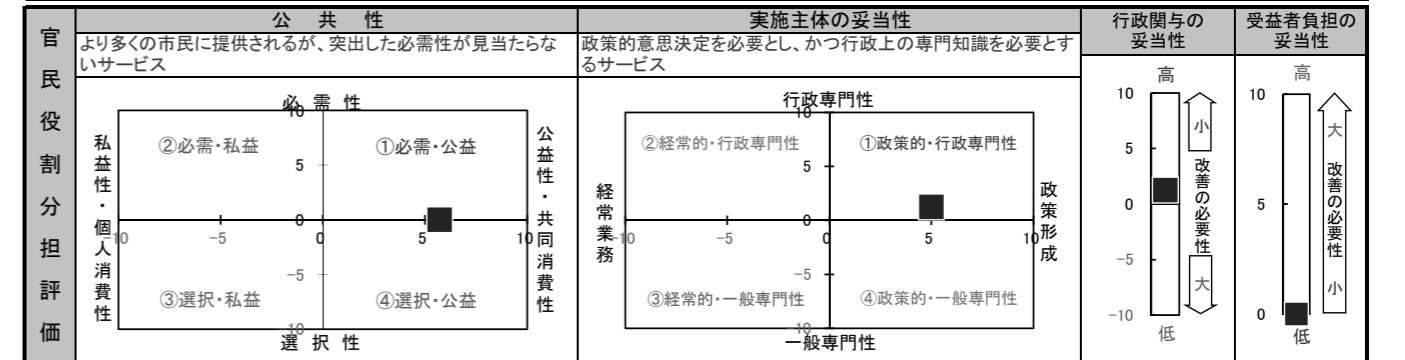 官民役割分担評価
公共性
より多くの市民に提供されるが、突出した必需性が見当たらな
いサービス
必需性
私益性・個人消費性
公益性・共同消費性
②必需・私益
①必需・公益
③選択・私益
④選択・公益
10
5
0
-5
-10
-10
-5
0
5
10
選択性
実施主体の妥当性
政策的意思決定を必要とし、かつ行政上の専門知識を必要とす
るサービス
行政専門性
経常業務
政策形成
②経常的・行政専門性
①政策的・行政専門性
③経常的・一般専門性
④政策的・一般専門性
10
5
0
-5
-10
-10
-5
0
5
10
一般専門性
行政関与の
妥当性
高
10
5
0
-5
-10
小
改善の必要性
大
低
受益者負担の
妥当性
高
10
5
0
大
改善の必要性
小
低